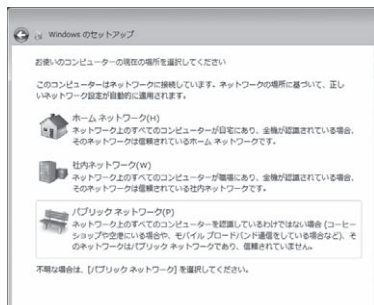 Windows のセットアップ
お使いのコンピューターの現在の場所を選択してください
このコンピューターはネットワークに接続しています。ネットワークの場所に基づいて、正し
いネットワーク設定が自動的に適用されます。
ホーム ネットワーク(H)
ネットワーク上のすべてのコンピューターが自宅にあり、全機が認識されている場合、
そのネットワークは信頼されているホーム ネットワークです。
社内ネットワーク(W)
ネットワーク上のすべてのコンピューターが職場にあり、全機が認識されている場合、
そのネットワークは信頼されている社内ネットワークです。
パブリック ネットワーク(P)
ネットワーク上のすべてのコンピューターを認識しているわけではない場合 (コーヒー
ショップや空港にいる場合や、モバイル ブロードバンド通信をしている場合など)、そ
のネットワークはパブリック ネットワークであり、信頼されていません。
不明な場合は、[パブリック ネットワーク] を選択してください。